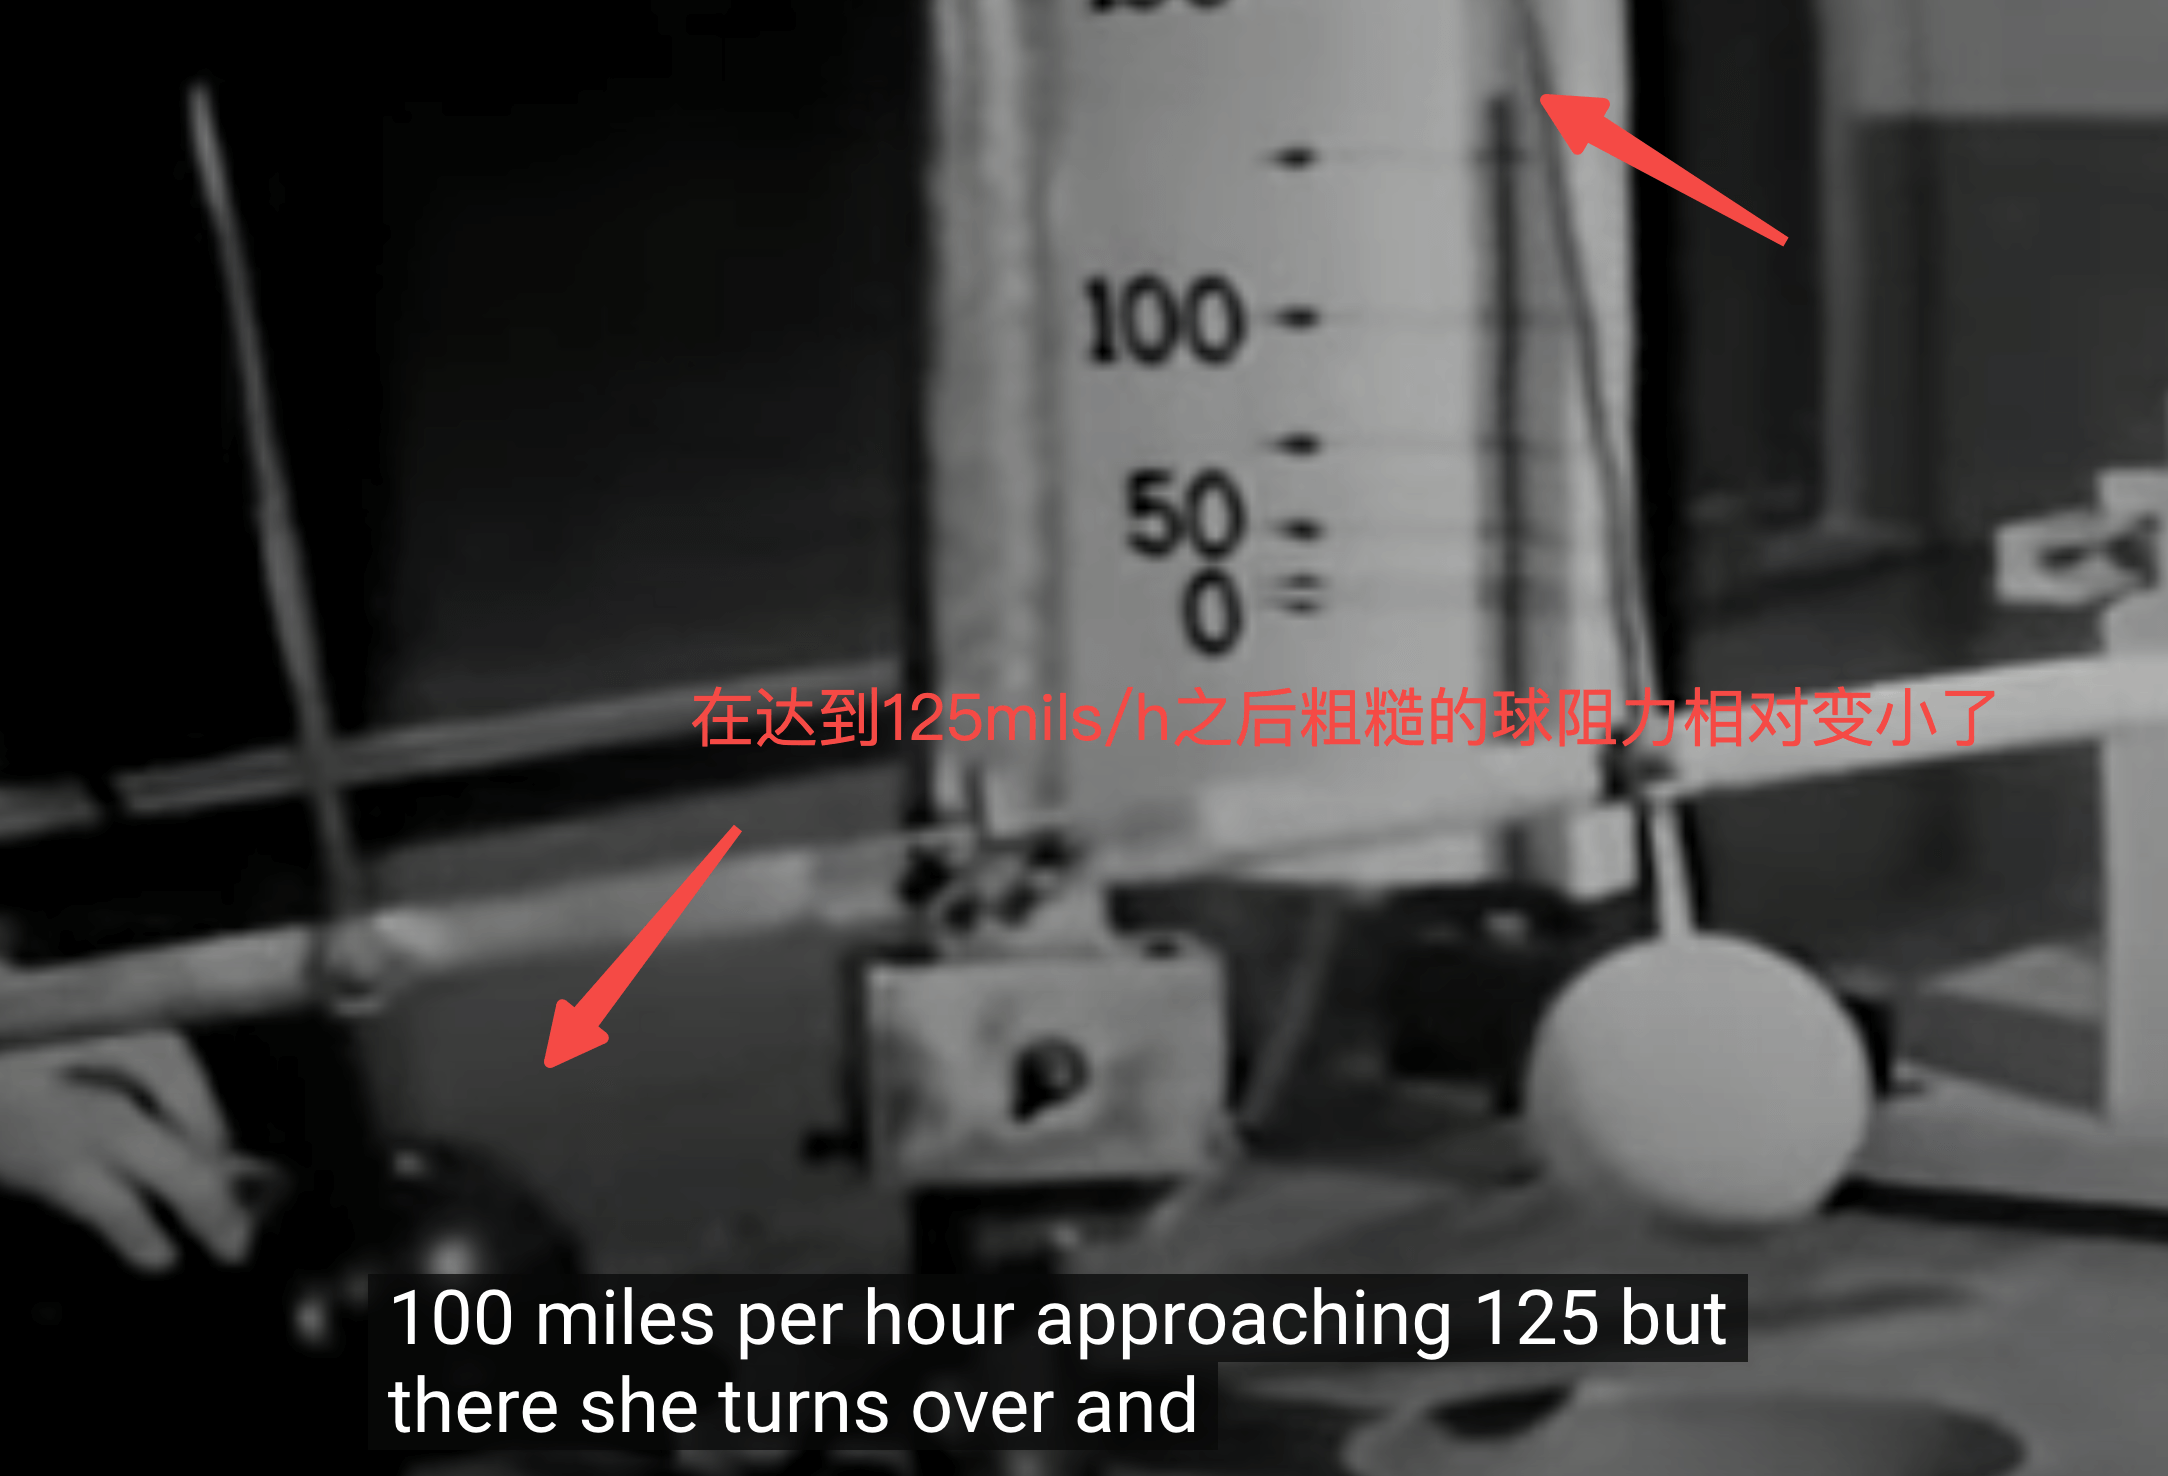 100
50
0
在达到125mils/h之后粗糙的球阻力相对变小了
100 miles per hour approaching 125 but
there she turns over and